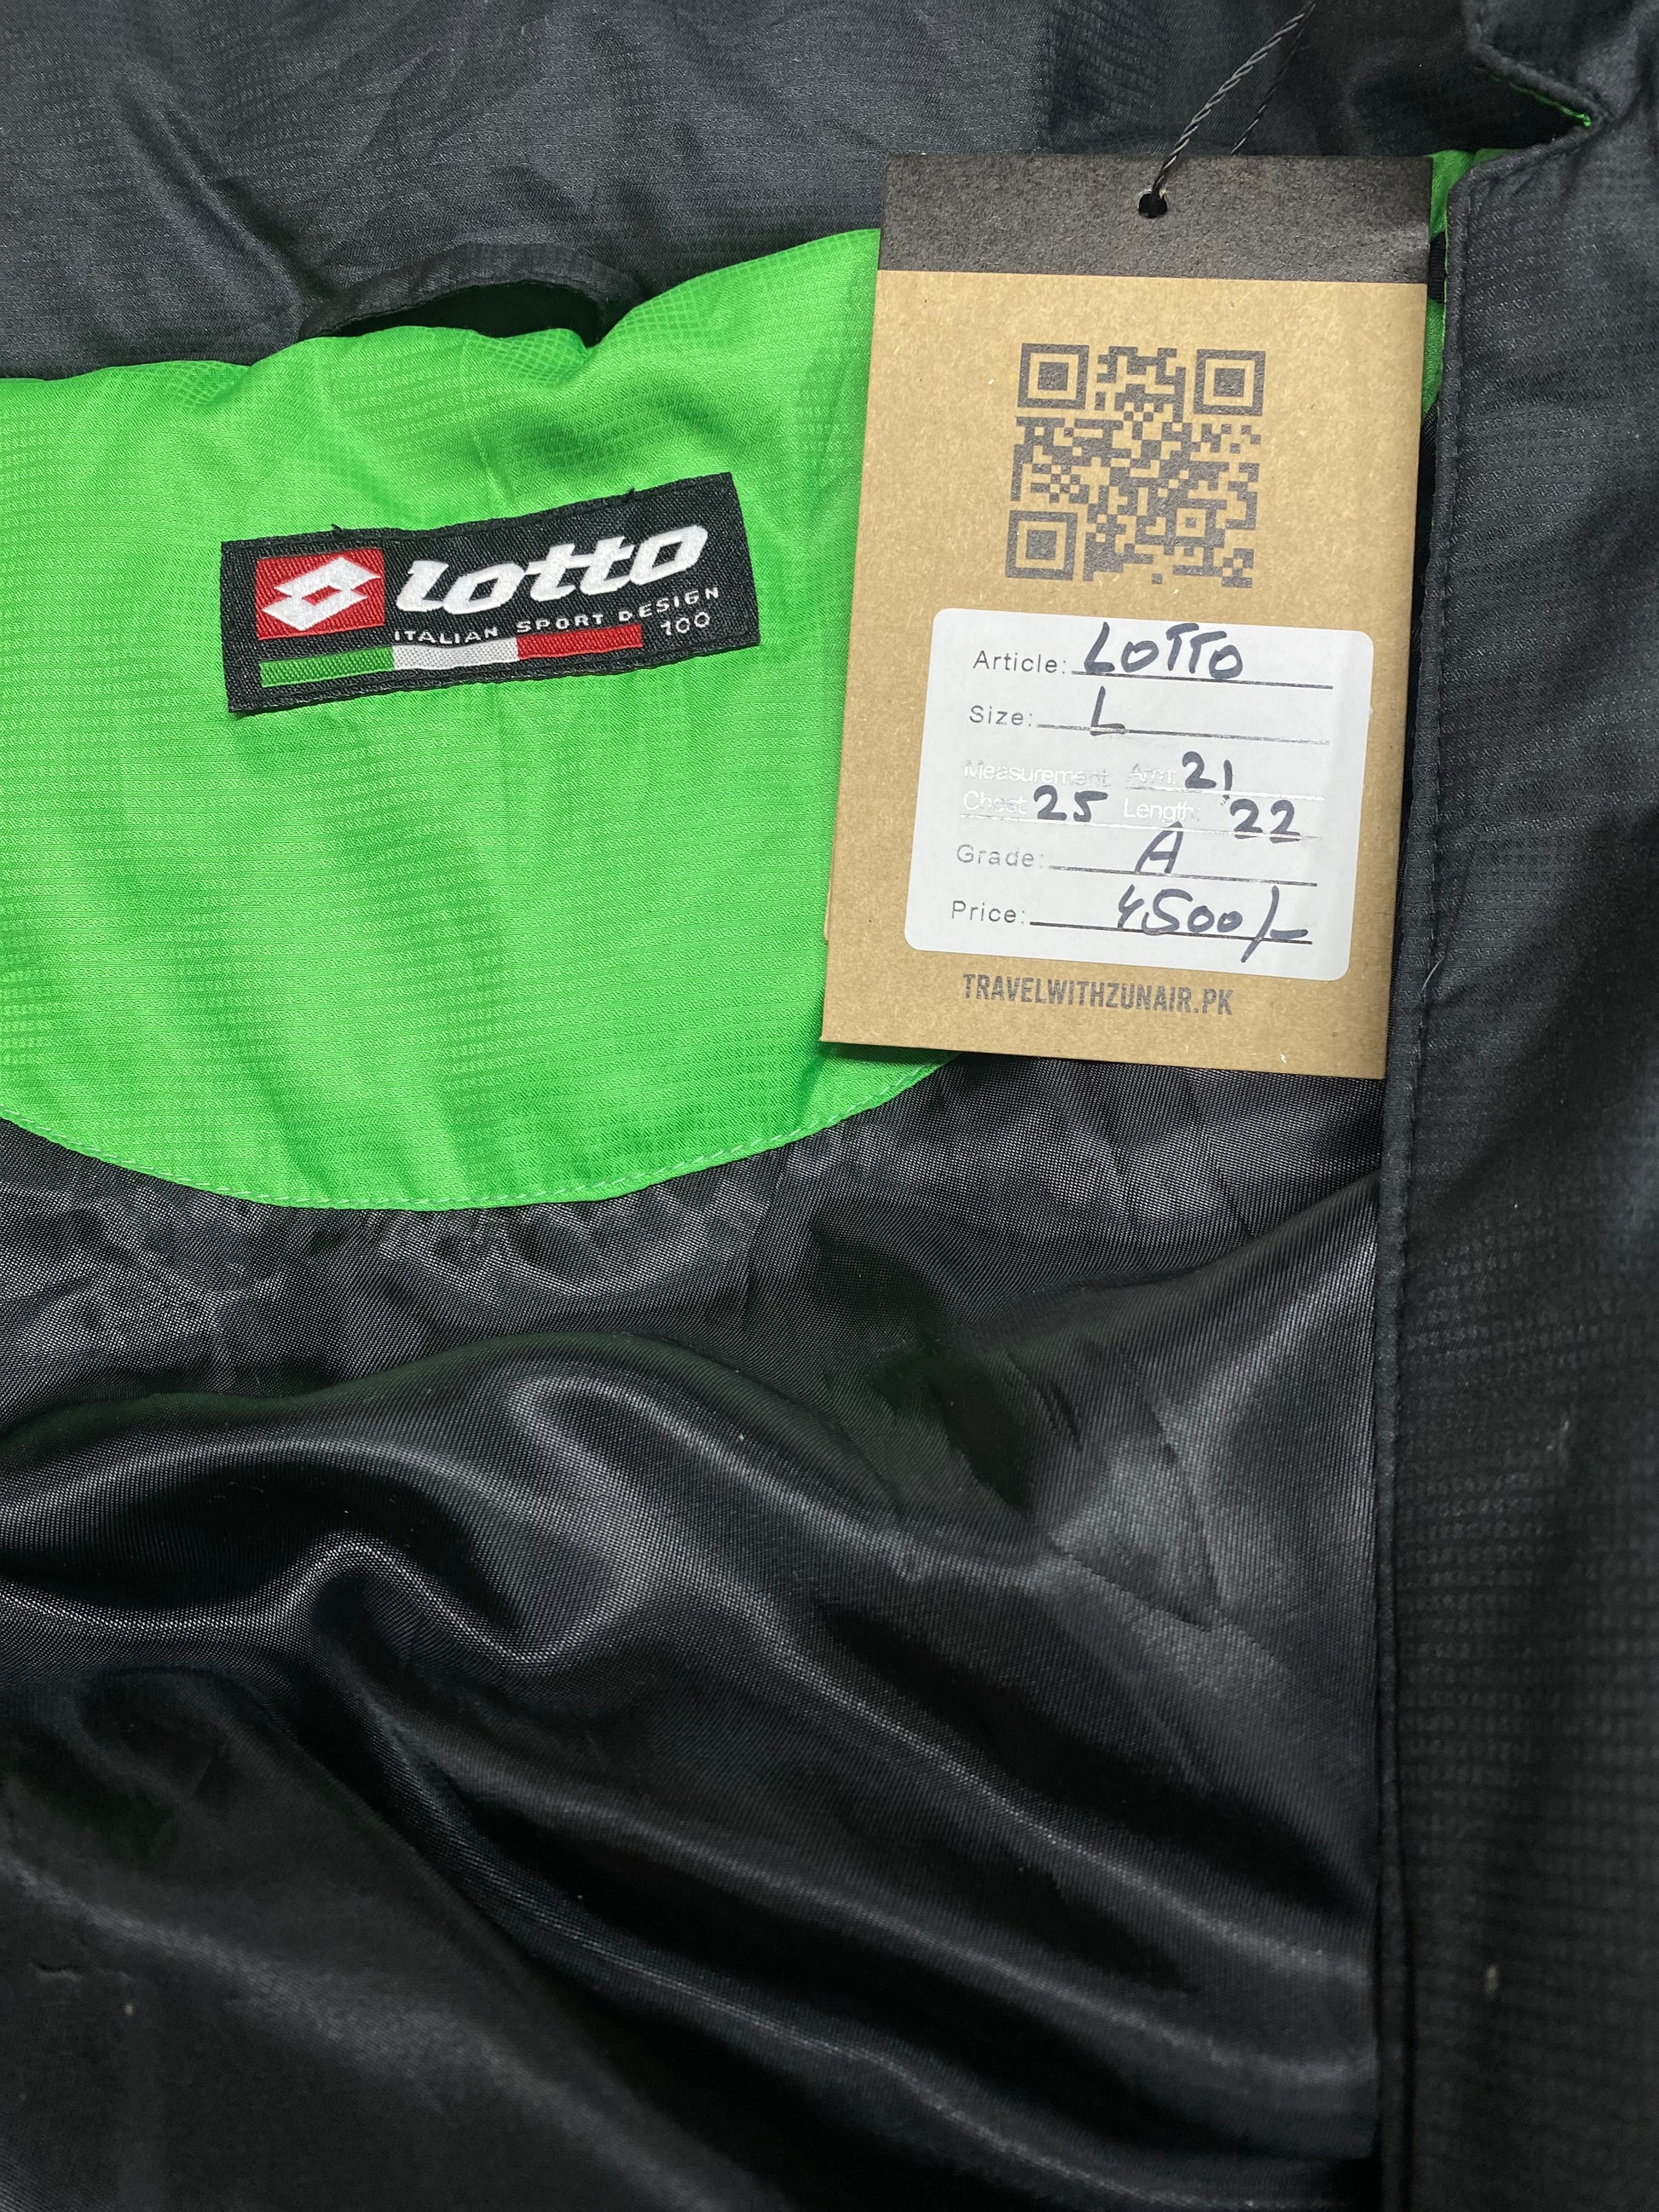 Lotto
ITALIAN SPORT DESIGN
100
Article: LOTTO
Size: L
Measurement: Arm: 21
Chest: 25 Length: 22
Grade: A
Price: 4500/-
TRAVELWITHZUNAIR.PK